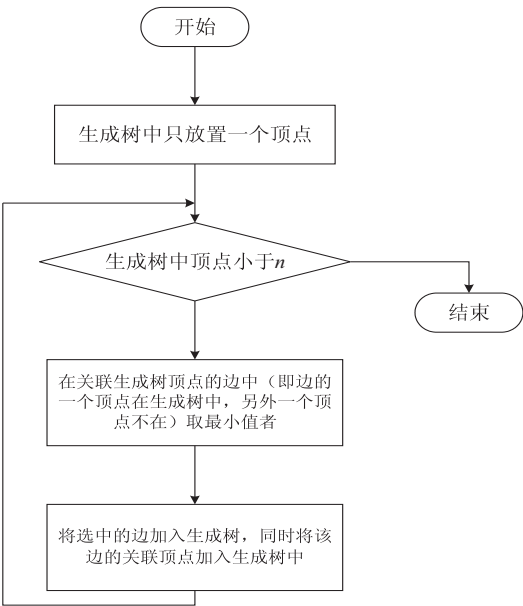 开始
生成树中只放置一个顶点
生成树中顶点小于n
结束
在关联生成树顶点的边中（即边的
一个顶点在生成树中，另外一个顶
点不在）取最小值者
将选中的边加入生成树，同时将该
边的关联顶点加入生成树中